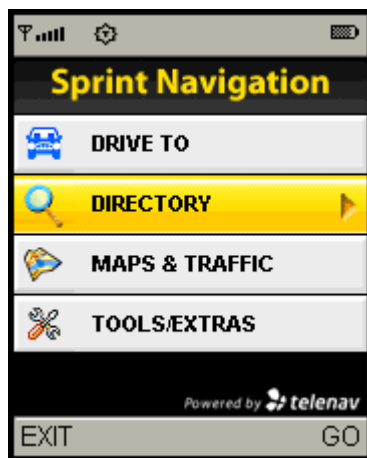 Sprint Navigation
DRIVE TO
DIRECTORY
MAPS & TRAFFIC
TOOLS/EXTRAS
Powered by telenav
EXIT GO